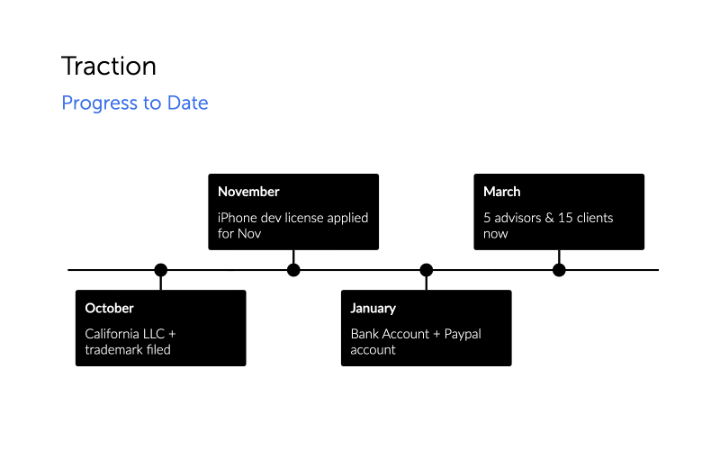 Traction
Progress to Date
November
iPhone dev license applied
for Nov
March
5 advisors & 15 clients
now
October
California LLC +
trademark filed
January
Bank Account + Paypal
account